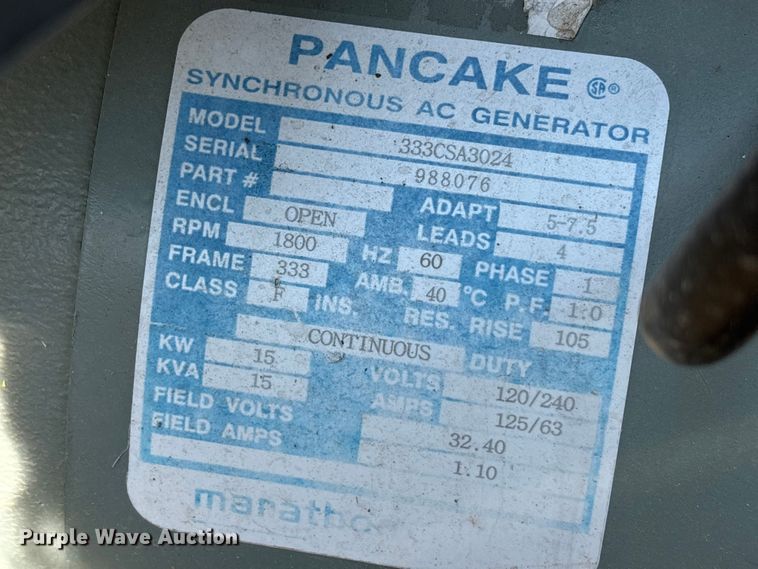 PANCAKE SA ®
SYNCHRONOUS AC GENERATOR
MODEL 333CSA3024
SERIAL 988076
PART # ADAPT 5-7.5
ENCL OPEN LEADS 4
RPM 1800 HZ 60 PHASE 1
FRAME 333 AMB. 40 °C P.F. 1.0
CLASS F INS. RES. RISE 105
CONTINUOUS DUTY
KW 15 VOLTS 120/240
KVA 15 AMPS 125/63
FIELD VOLTS 32.40
FIELD AMPS 1.10
Purple Wave Auction